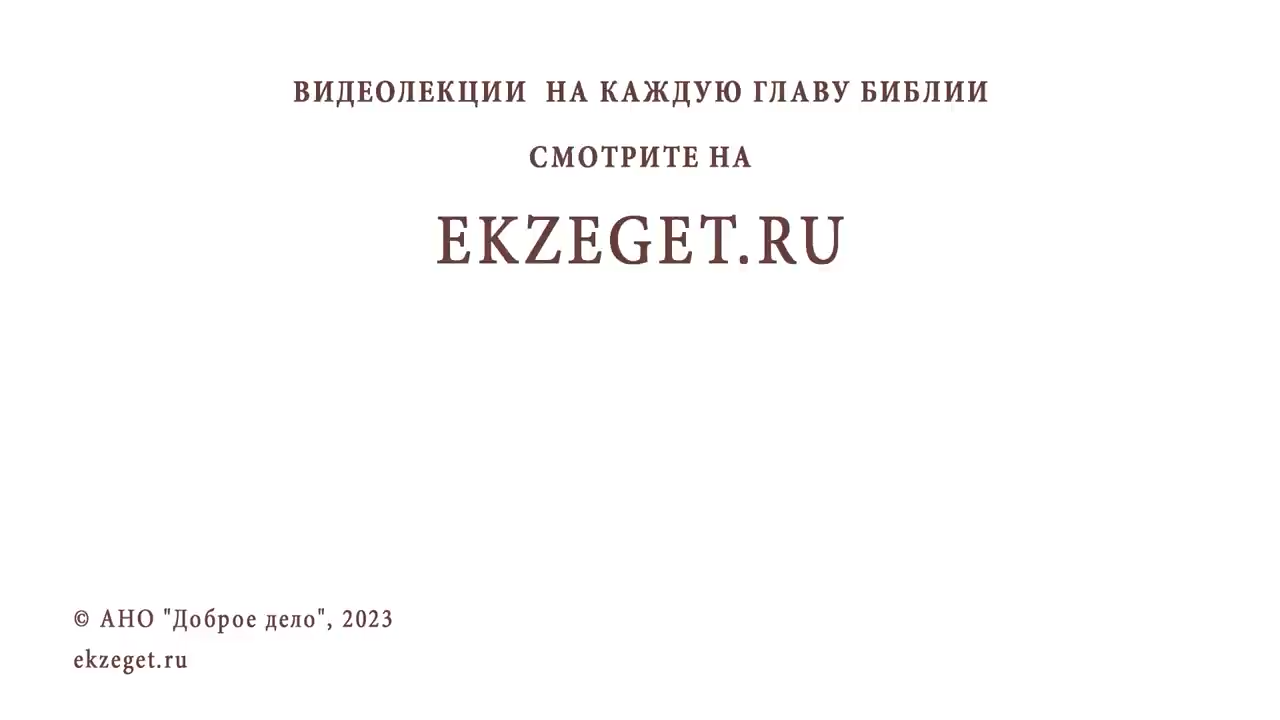 ВИДЕОЛЕКЦИИ НА КАЖДУЮ ГЛАВУ БИБЛИИ
СМОТРИТЕ НА
EKZEGET.RU
© АНО "Доброе дело", 2023
ekzeget.ru